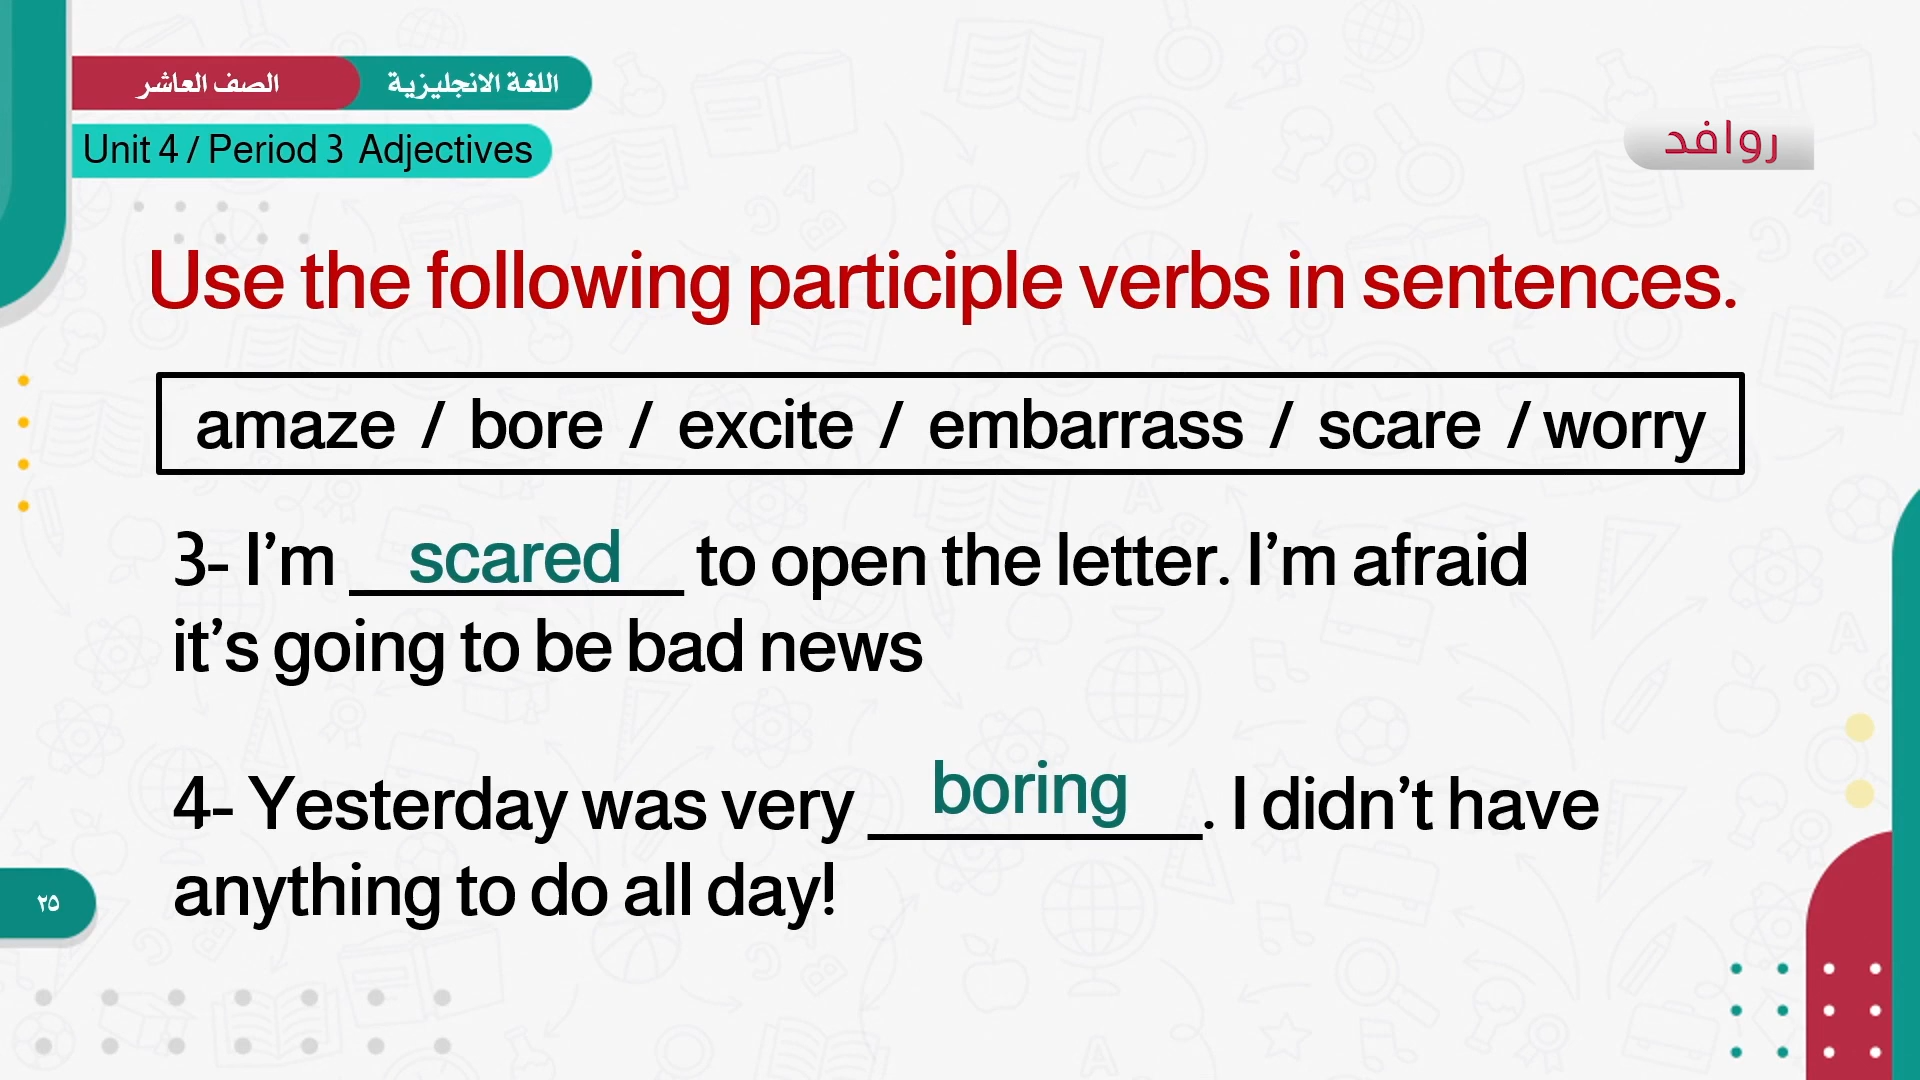 اللغة الانجليزية الصف العاشر
Unit 4 / Period 3 Adjectives
روافد
Use the following participle verbs in sentences.
amaze / bore / excite / embarrass / scare / worry
3- I’m scared to open the letter. I’m afraid
it’s going to be bad news
4- Yesterday was very boring. I didn’t have
anything to do all day!
٢٥